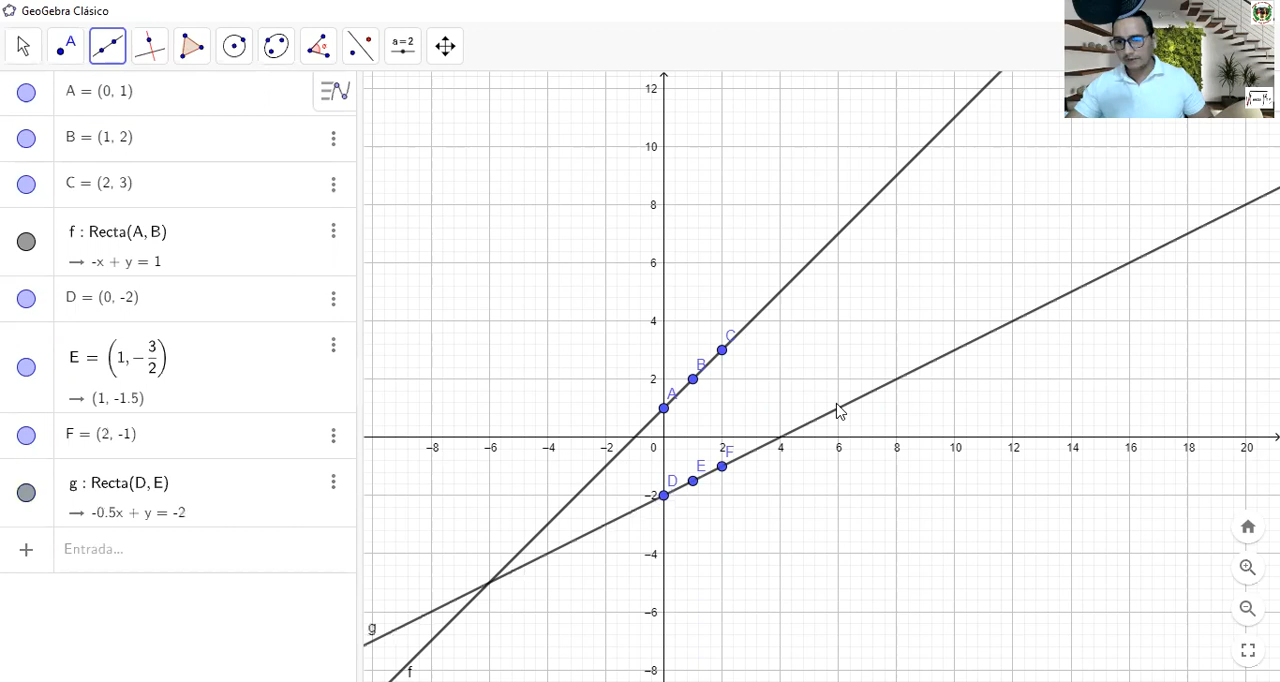 GeoGebra Clásico
A
a=2
A = (0, 1)
B = (1, 2)
C = (2, 3)
f : Recta(A, B)
→ -x + y = 1
D = (0, -2)
E = (1, -3/2)
→ (1, -1.5)
F = (2, -1)
g : Recta(D, E)
→ -0.5x + y = -2
+ Entrada...
12
10
8
6
4
2
-8 -6 -4 -2 0 2 4 6 8 10 12 14 16 18 20
-2
-4
-6
-8
A
B
C
D
E
F
g
f